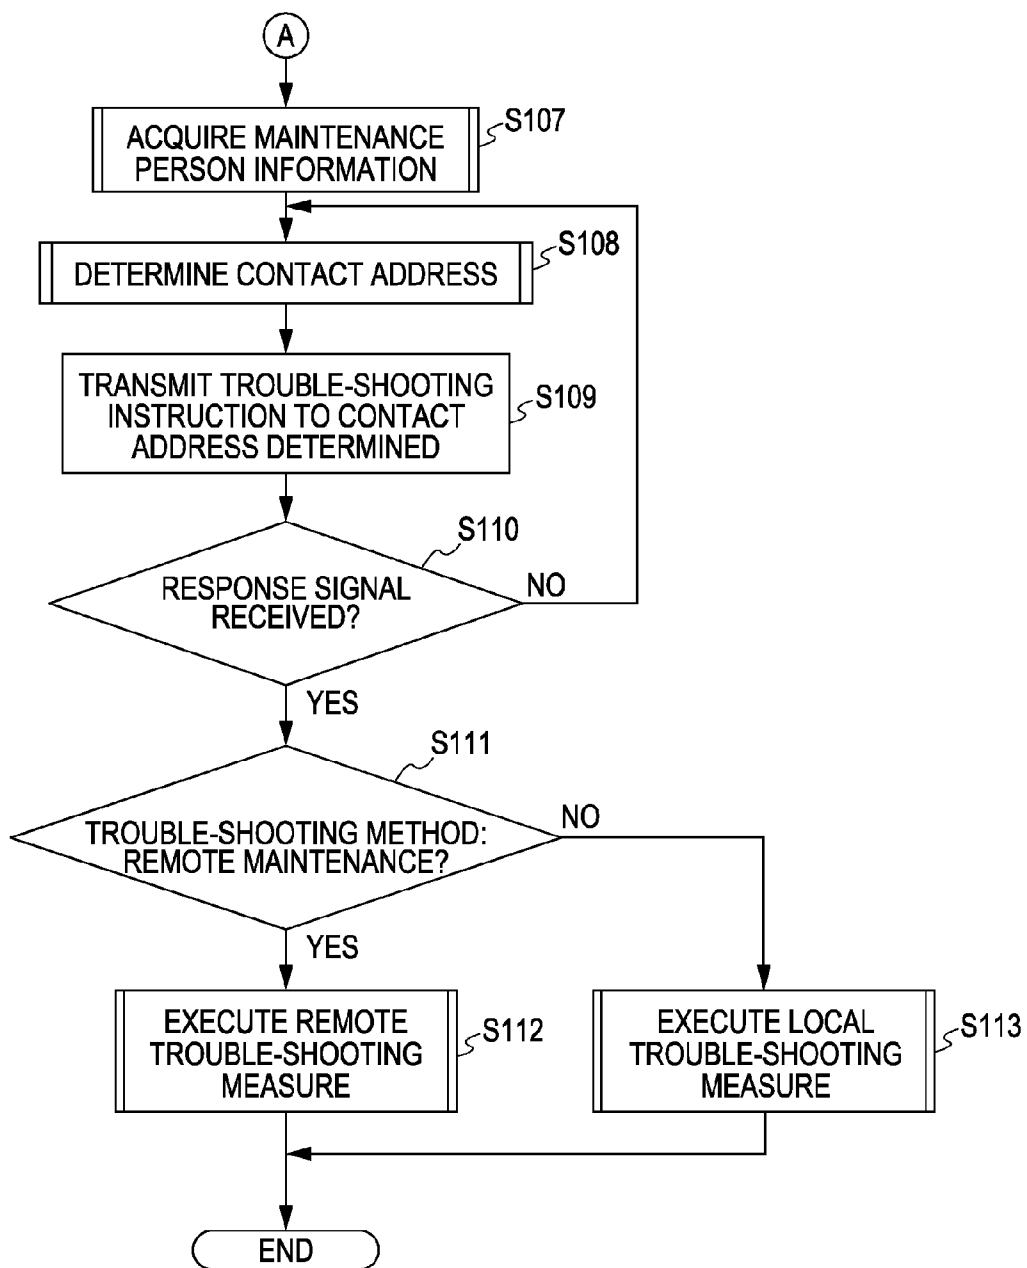 A
ACQUIRE MAINTENANCE
PERSON INFORMATION
S107
DETERMINE CONTACT ADDRESS
S108
TRANSMIT TROUBLE-SHOOTING
INSTRUCTION TO CONTACT
ADDRESS DETERMINED
S109
S110
RESPONSE SIGNAL
RECEIVED?
NO
YES
S111
TROUBLE-SHOOTING METHOD:
REMOTE MAINTENANCE?
NO
YES
EXECUTE REMOTE
TROUBLE-SHOOTING
MEASURE
S112
EXECUTE LOCAL
TROUBLE-SHOOTING
MEASURE
S113
END